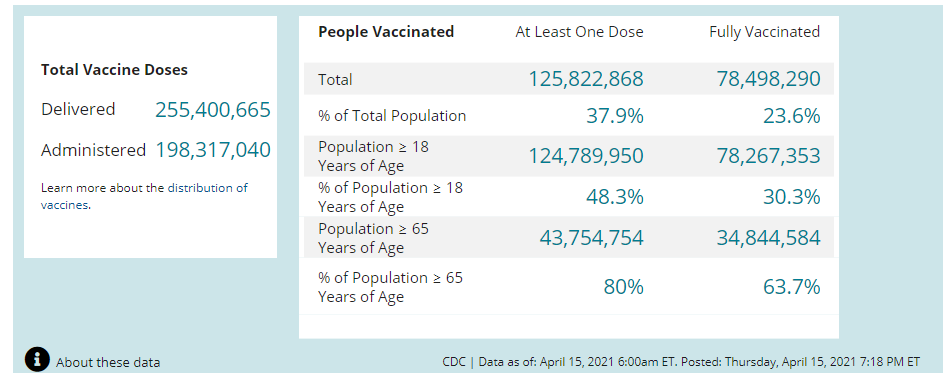 Total Vaccine Doses
Delivered 255,400,665
Administered 198,317,040
Learn more about the distribution of
vaccines.
People Vaccinated At Least One Dose Fully Vaccinated
Total 125,822,868 78,498,290
% of Total Population 37.9% 23.6%
Population ≥ 18
Years of Age 124,789,950 78,267,353
% of Population ≥ 18
Years of Age 48.3% 30.3%
Population ≥ 65
Years of Age 43,754,754 34,844,584
% of Population ≥ 65
Years of Age 80% 63.7%
i About these data
CDC | Data as of: April 15, 2021 6:00am ET. Posted: Thursday, April 15, 2021 7:18 PM ET